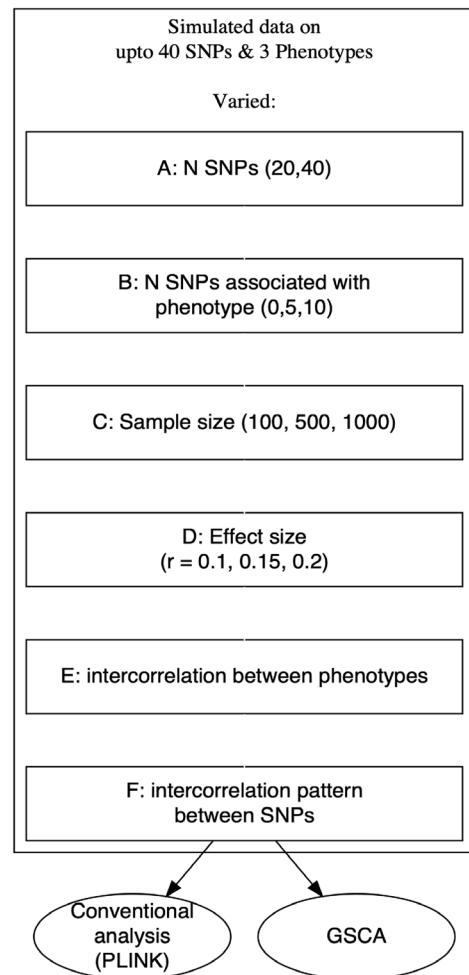 Simulated data on
upto 40 SNPs & 3 Phenotypes
Varied:
A: N SNPs (20,40)
B: N SNPs associated with
phenotype (0,5,10)
C: Sample size (100, 500, 1000)
D: Effect size
(r = 0.1, 0.15, 0.2)
E: intercorrelation between phenotypes
F: intercorrelation pattern
between SNPs
Conventional
analysis
(PLINK)
GSCA